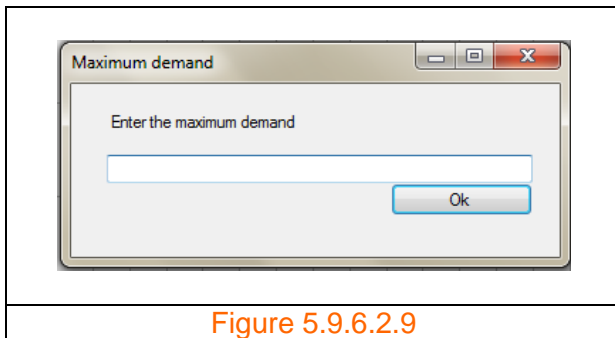 Maximum demand
Enter the maximum demand
Ok
Figure 5.9.6.2.9